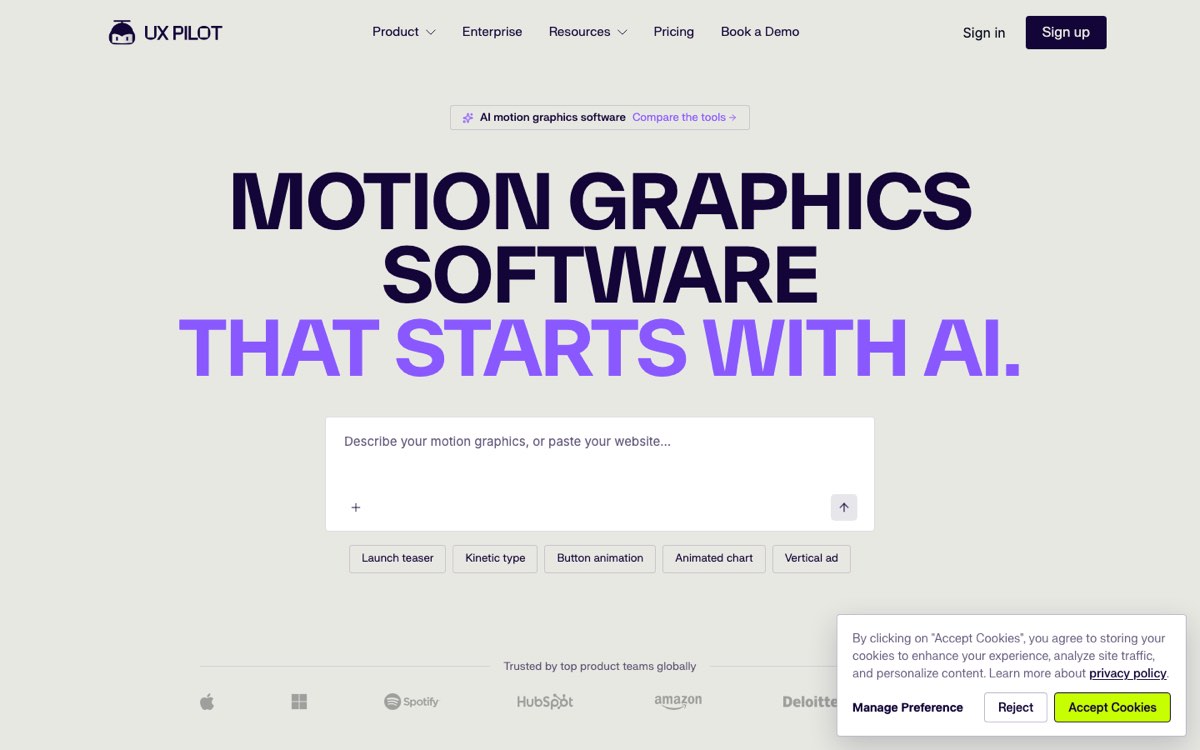 UX PILOT
Product
Enterprise
Resources
Pricing
Book a Demo
Sign in
Sign up
AI motion graphics software Compare the tools →
MOTION GRAPHICS
SOFTWARE
THAT STARTS WITH AI.
Describe your motion graphics, or paste your website...
Launch teaser
Kinetic type
Button animation
Animated chart
Vertical ad
Trusted by top product teams globally
Spotify
HubSpot
amazon
Deloitte
By clicking on "Accept Cookies", you agree to storing your
cookies to enhance your experience, analyze site traffic,
and personalize content. Learn more about privacy policy.
Manage Preference
Reject
Accept Cookies